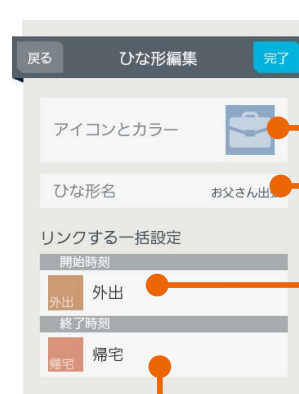 戻る ひな形編集 完了
アイコンとカラー
ひな形名 お父さん出
リンクする一括設定
開始時刻
外出 外出
終了時刻
帰宅 帰宅